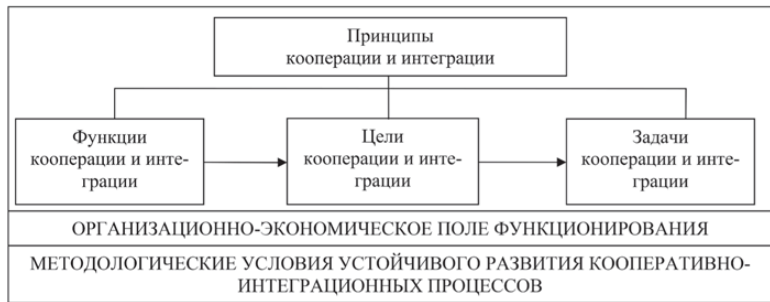 Принципы
кооперации и интеграции
Функции
кооперации и инте-
грации
Цели
кооперации и инте-
грации
Задачи
кооперации и инте-
грации
ОРГАНИЗАЦИОННО-ЭКОНОМИЧЕСКОЕ ПОЛЕ ФУНКЦИОНИРОВАНИЯ
МЕТОДОЛОГИЧЕСКИЕ УСЛОВИЯ УСТОЙЧИВОГО РАЗВИТИЯ КООПЕРАТИВНО-
ИНТЕГРАЦИОННЫХ ПРОЦЕССОВ